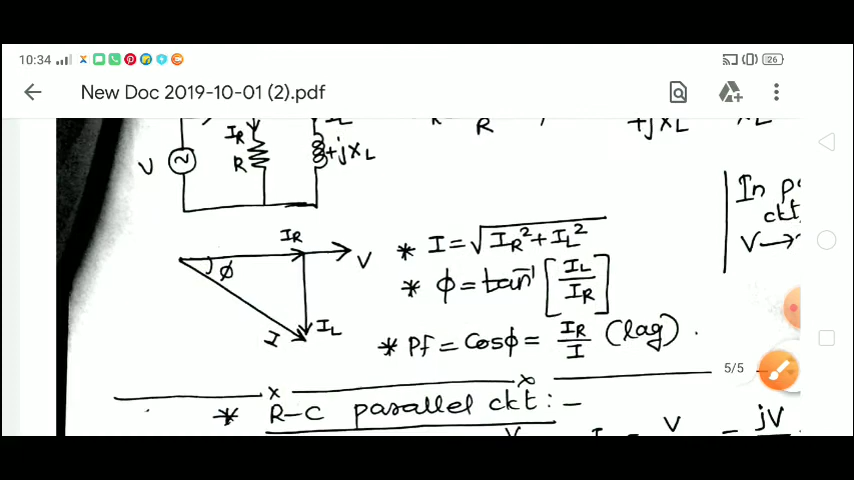 10:34
26
New Doc 2019-10-01 (2).pdf
IR
R
+jXL
V
R
+jXL
In
ckt
V→
IR
V
ϕ
I
IL
* I = √IR² + IL²
* ϕ = tan⁻¹ [IL/IR]
* Pf = Cosϕ = IR/I (lag).
5/5
* R-C parallel ckt:-
V
jV